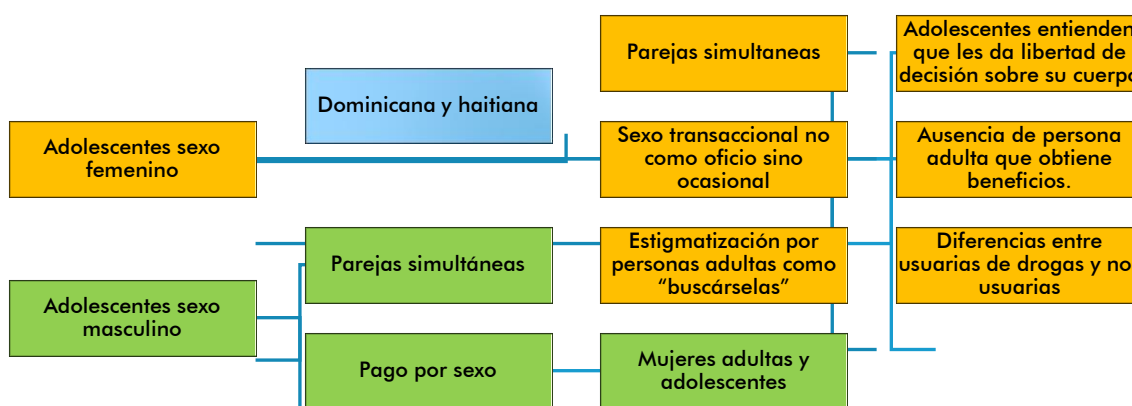 Adolescentes sexo
femenino
Dominicana y haitiana
Parejas simultaneas
Sexo transaccional no
como oficio sino
ocasional
Estigmatización por
personas adultas como
“buscárselas”
Adolescentes entienden
que les da libertad de
decisión sobre su cuerpo
Ausencia de persona
adulta que obtiene
beneficios.
Diferencias entre
usuarias de drogas y no
usuarias
Adolescentes sexo
masculino
Parejas simultáneas
Pago por sexo
Mujeres adultas y
adolescentes